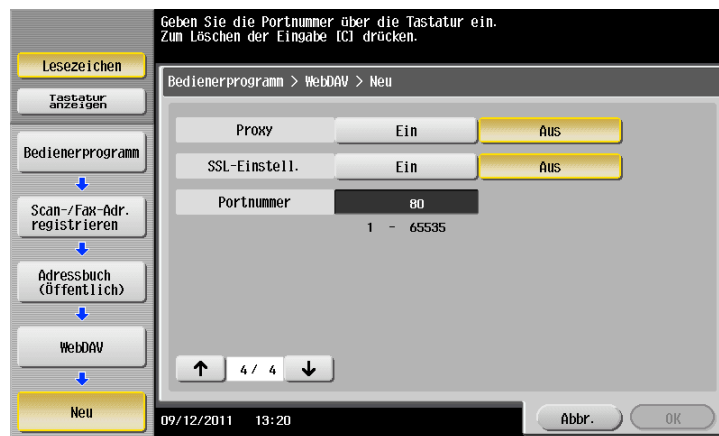 Geben Sie die Portnummer über die Tastatur ein.
Zum Löschen der Eingabe [C] drücken.
Lesezeichen
Tastatur
anzeigen
Bedienerprogramm
Scan-/Fax-Adr.
registrieren
Adressbuch
(Öffentlich)
WebDAV
Neu
Bedienerprogramm > WebDAV > Neu
Proxy Ein Aus
SSL-Einstell. Ein Aus
Portnummer 80
1 - 65535
↑ 4/ 4 ↓
09/12/2011 13:20
Abbr. OK